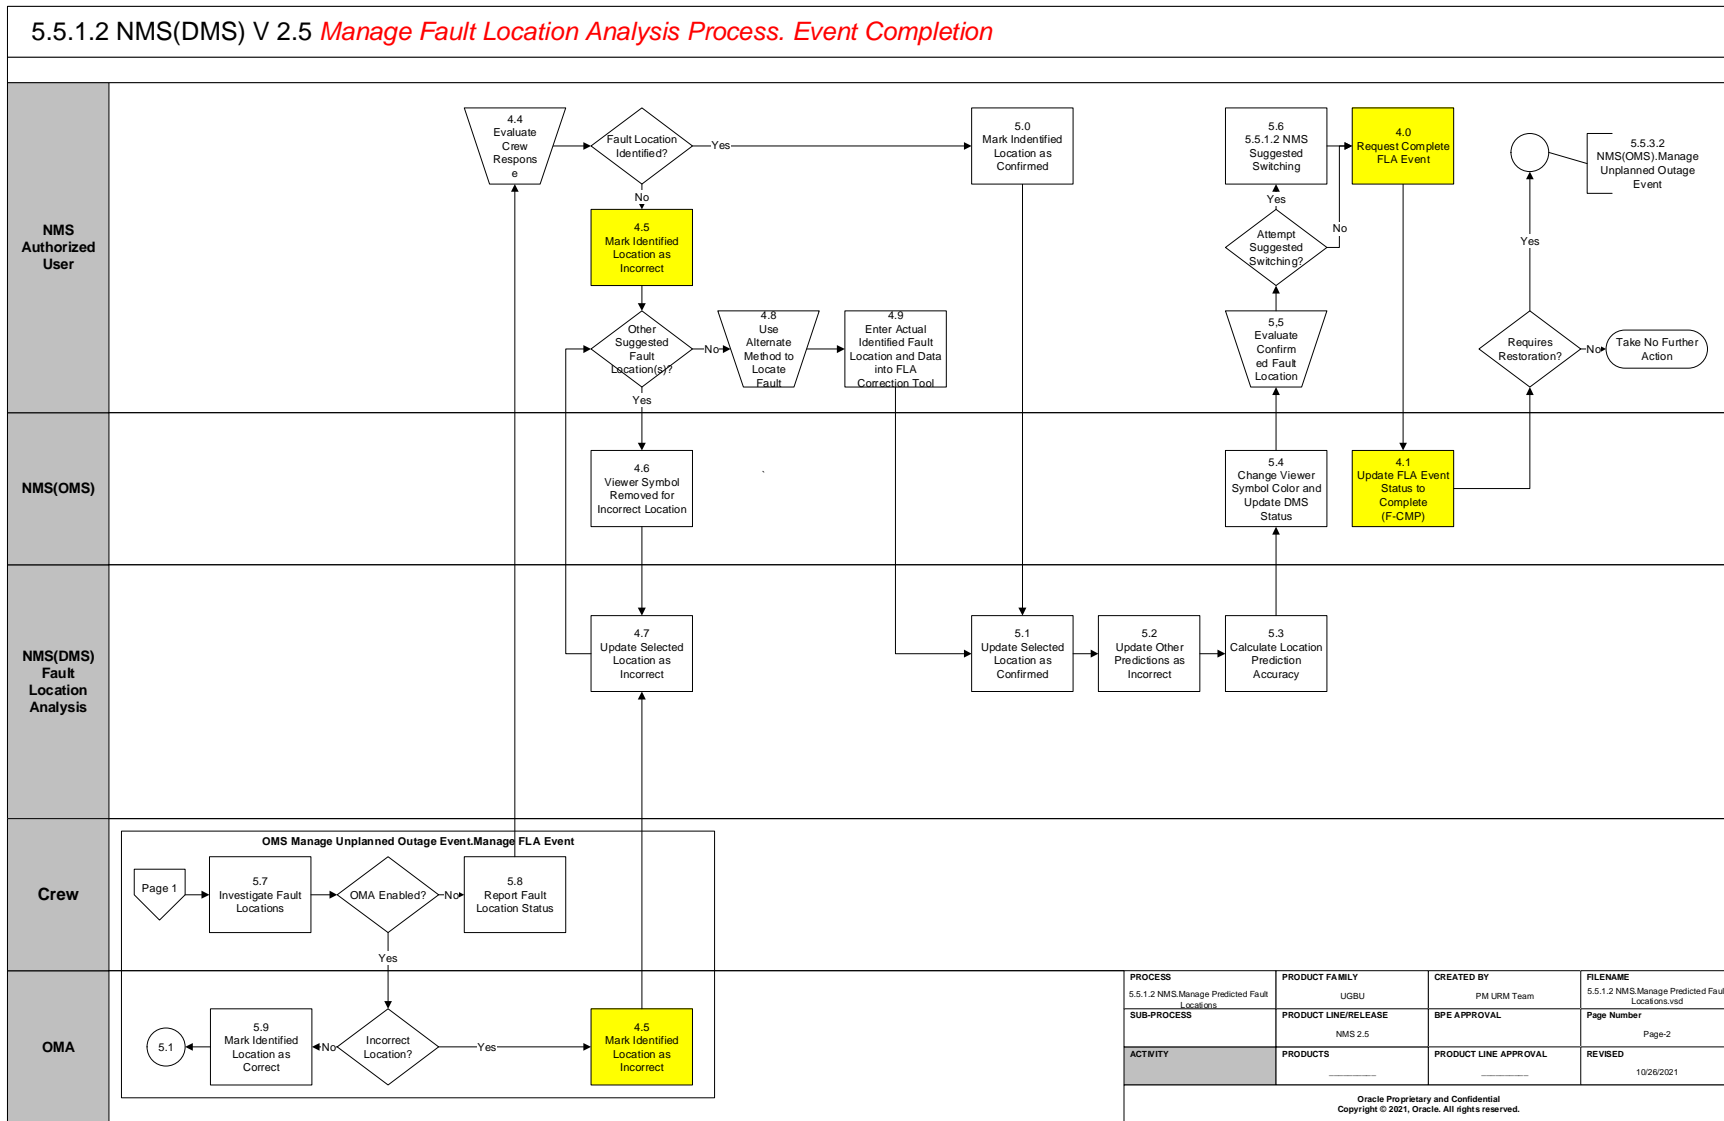 5.5.1.2 NMS(DMS) V 2.5 Manage Fault Location Analysis Process. Event Completion
NMS
Authorized
User
4.4
Evaluate
Crew
Respons
e
Fault Location
Identified?
Yes
No
4.5
Mark Identified
Location as
Incorrect
Other
Suggested
Fault
Location(s)?
No
Yes
4.8
Use
Alternate
Method to
Locate
Fault
4.9
Enter Actual
Identified Fault
Location and Data
into FLA
Correction Tool
5.0
Mark Indentified
Location as
Confirmed
5.6
5.5.1.2 NMS
Suggested
Switching
Yes
Attempt
Suggested
Switching?
No
5,5
Evaluate
Confirm
ed Fault
Location
4.0
Request Complete
FLA Event
5.5.3.2
NMS(OMS).Manage
Unplanned Outage
Event
Yes
Requires
Restoration?
No
Take No Further
Action
NMS(OMS)
4.6
Viewer Symbol
Removed for
Incorrect Location
5.4
Change Viewer
Symbol Color and
Update DMS
Status
4.1
Update FLA Event
Status to
Complete
(F-CMP)
NMS(DMS)
Fault
Location
Analysis
4.7
Update Selected
Location as
Incorrect
5.1
Update Selected
Location as
Confirmed
5.2
Update Other
Predictions as
Incorrect
5.3
Calculate Location
Prediction
Accuracy
Crew
OMS Manage Unplanned Outage Event.Manage FLA Event
Page 1
5.7
Investigate Fault
Locations
OMA Enabled?
No
Yes
5.8
Report Fault
Location Status
OMA
5.1
5.9
Mark Identified
Location as
Correct
No
Incorrect
Location?
Yes
4.5
Mark Identified
Location as
Incorrect
PROCESS
5.5.1.2 NMS.Manage Predicted Fault
Locations
PRODUCT FAMILY
UGBU
CREATED BY
PM URM Team
FILENAME
5.5.1.2 NMS.Manage Predicted Faul
Locations.vsd
SUB-PROCESS
PRODUCT LINE/RELEASE
NMS 2.5
BPE APPROVAL
Page Number
Page-2
ACTIVITY
PRODUCTS
PRODUCT LINE APPROVAL
REVISED
10/26/2021
Oracle Proprietary and Confidential
Copyright © 2021, Oracle. All rights reserved.